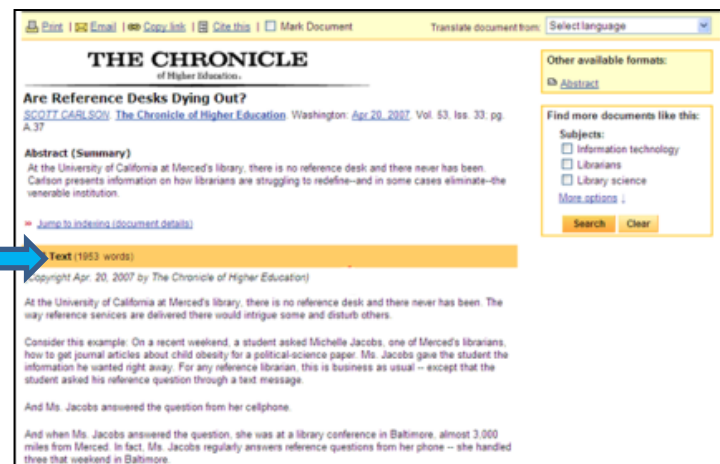 Print | Email | Copy link | Cite this | Mark Document
Translate document from: Select language
THE CHRONICLE
of Higher Education.
Are Reference Desks Dying Out?
SCOTT CARLSON. The Chronicle of Higher Education. Washington: Apr 20, 2007. Vol. 53, Iss. 33; pg.
A.37
Abstract (Summary)
At the University of California at Merced's library, there is no reference desk and there never has been.
Carlson presents information on how librarians are struggling to redefine--and in some cases eliminate--the
venerable institution.
Jump to indexing (document details)
Text (1953 words)
Copyright Apr. 20, 2007 by The Chronicle of Higher Education)
At the University of California at Merced's library, there is no reference desk and there never has been. The
way reference services are delivered there would intrigue some and disturb others.
Consider this example: On a recent weekend, a student asked Michelle Jacobs, one of Merced's librarians,
how to get journal articles about child obesity for a political-science paper. Ms. Jacobs gave the student the
information he wanted right away. For any reference librarian, this is business as usual -- except that the
student asked his reference question through a text message.
And Ms. Jacobs answered the question from her cellphone.
And when Ms. Jacobs answered the question, she was at a library conference in Baltimore, almost 3,000
miles from Merced. In fact, Ms. Jacobs regularly answers reference questions from her phone -- she handled
three that weekend in Baltimore.
Other available formats:
Abstract
Find more documents like this:
Subjects:
Information technology
Librarians
Library science
More options ↓
Search Clear